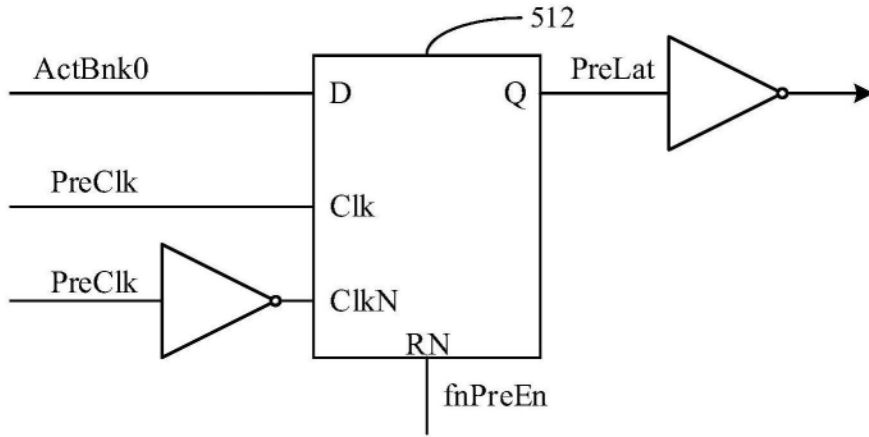 512
ActBnk0
D
Q
PreLat
PreClk
Clk
PreClk
ClkN
RN
fnPreEn